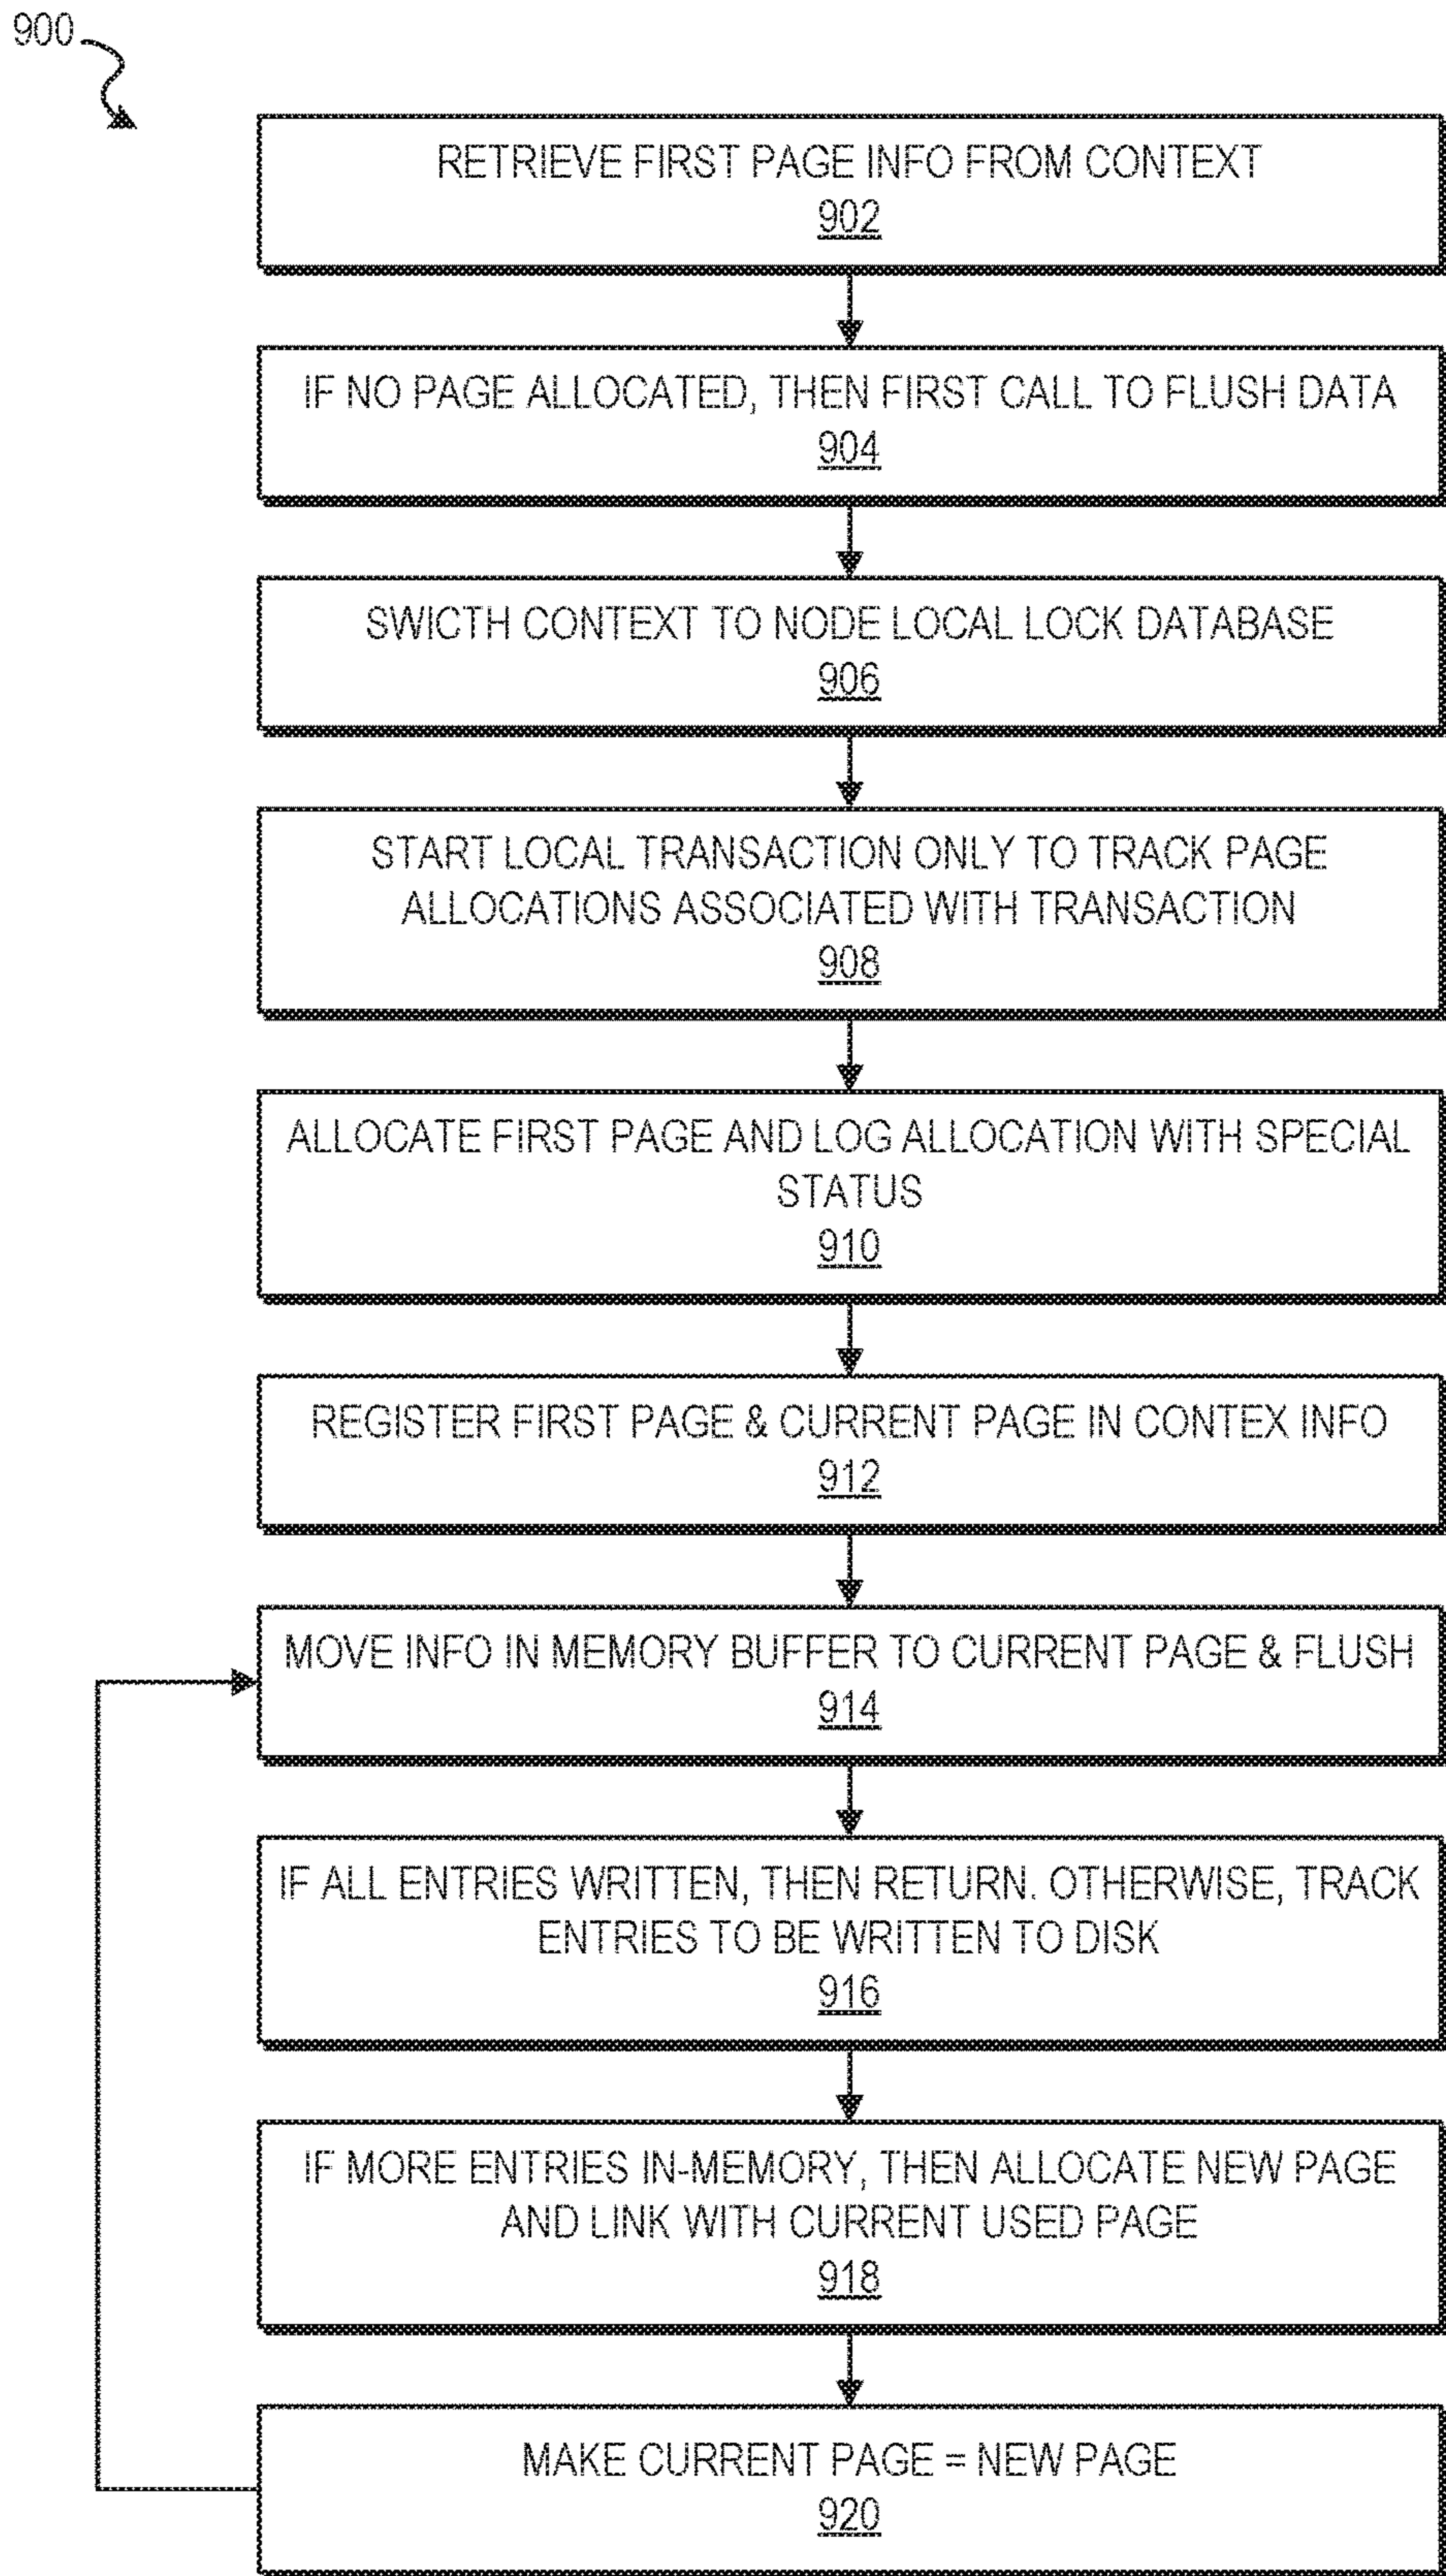 900
RETRIEVE FIRST PAGE INFO FROM CONTEXT
902
IF NO PAGE ALLOCATED, THEN FIRST CALL TO FLUSH DATA
904
SWICTH CONTEXT TO NODE LOCAL LOCK DATABASE
906
START LOCAL TRANSACTION ONLY TO TRACK PAGE
ALLOCATIONS ASSOCIATED WITH TRANSACTION
908
ALLOCATE FIRST PAGE AND LOG ALLOCATION WITH SPECIAL
STATUS
910
REGISTER FIRST PAGE & CURRENT PAGE IN CONTEX INFO
912
MOVE INFO IN MEMORY BUFFER TO CURRENT PAGE & FLUSH
914
IF ALL ENTRIES WRITTEN, THEN RETURN. OTHERWISE, TRACK
ENTRIES TO BE WRITTEN TO DISK
916
IF MORE ENTRIES IN-MEMORY, THEN ALLOCATE NEW PAGE
AND LINK WITH CURRENT USED PAGE
918
MAKE CURRENT PAGE = NEW PAGE
920